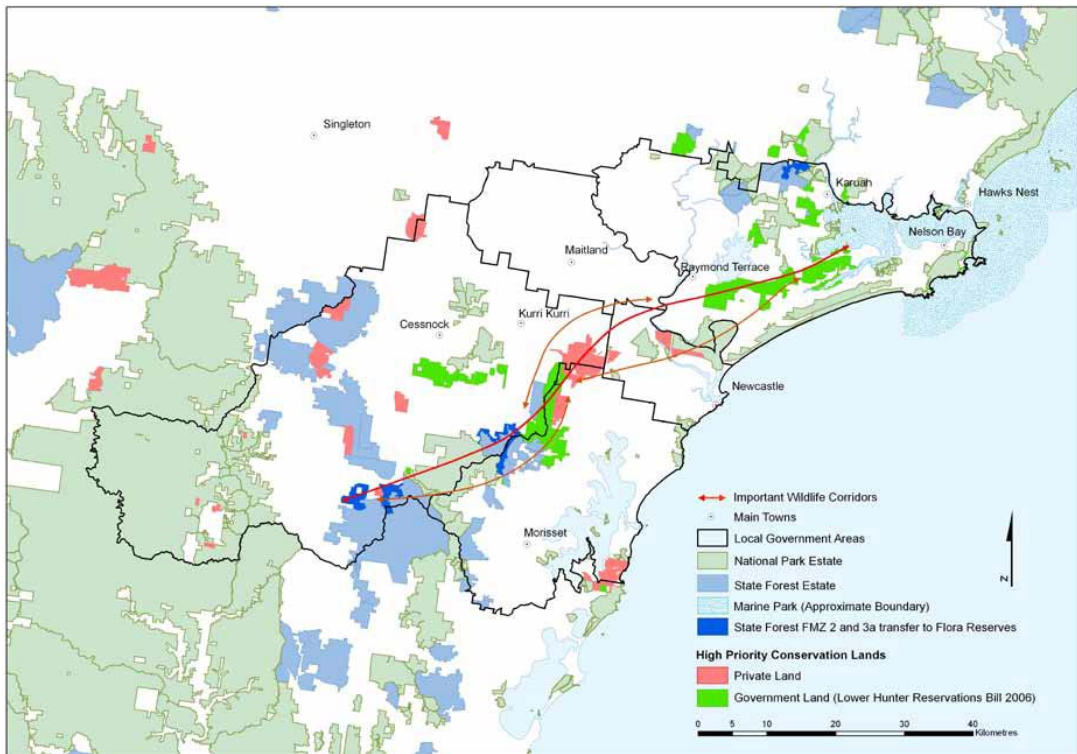 Singleton
Karuah
Hawks Nest
Nelson Bay
Maitland
Raymond Terrace
Kurri Kurri
Cessnock
Newcastle
Morisset
Important Wildlife Corridors
Main Towns
Local Government Areas
National Park Estate
State Forest Estate
Marine Park (Approximate Boundary)
State Forest FMZ 2 and 3a transfer to Flora Reserves
High Priority Conservation Lands
Private Land
Government Land (Lower Hunter Reservations Bill 2006)
N
0 5 10 20 30 40
Kilometres